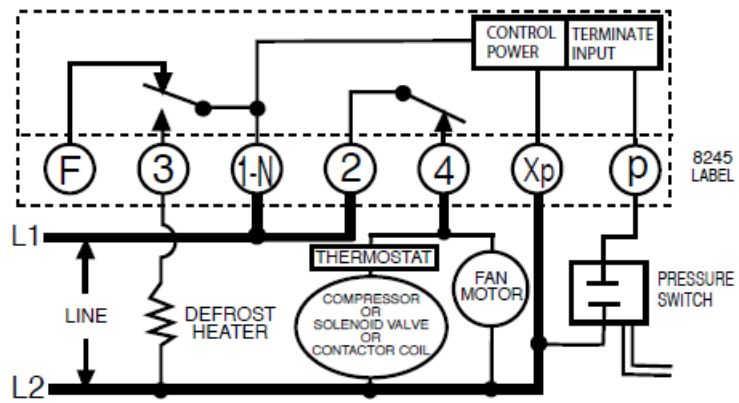 CONTROL
POWER
TERMINATE
INPUT
F
3
1-N
2
4
Xp
p
8245
LABEL
L1
THERMOSTAT
FAN
MOTOR
PRESSURE
SWITCH
LINE
DEFROST
HEATER
COMPRESSOR
OR
SOLENOID VALVE
OR
CONTACTOR COIL
L2